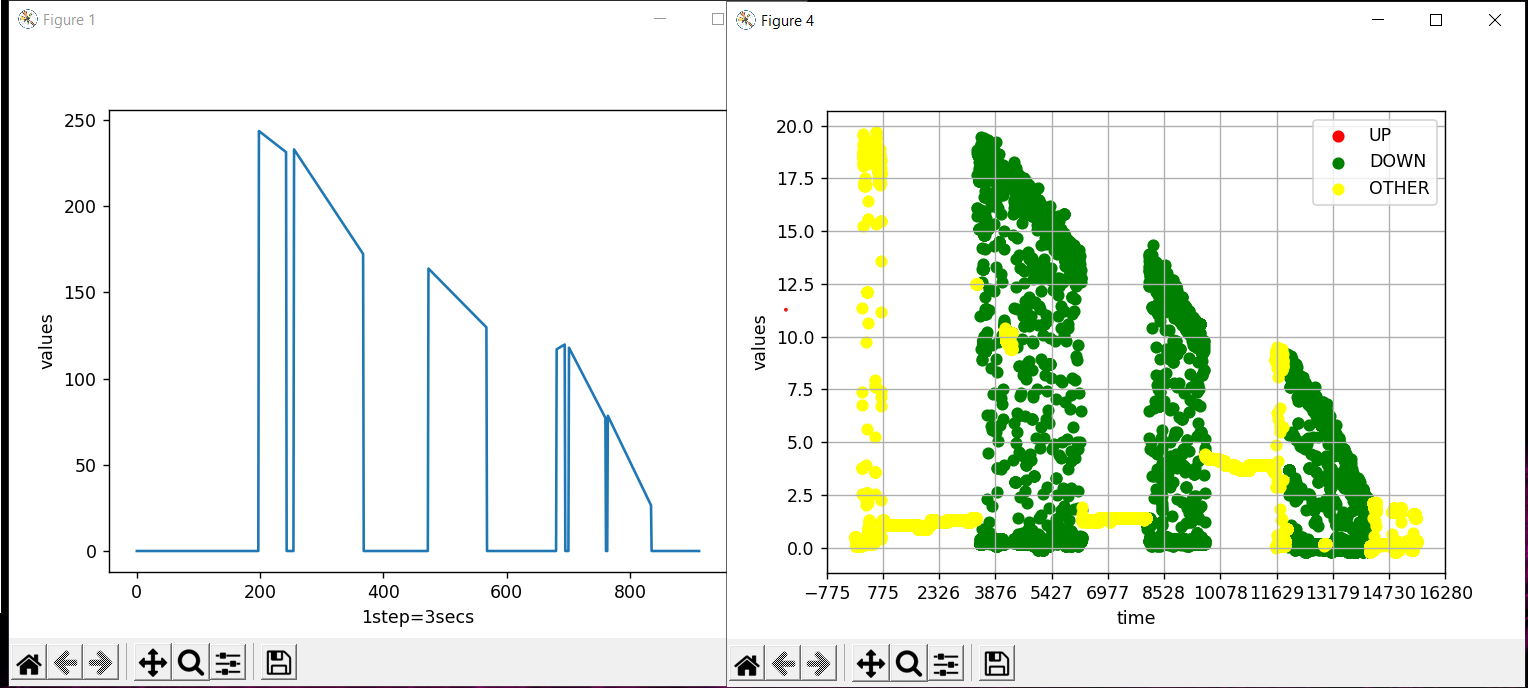 Figure 1
250
200
150
100
50
0
values
0 200 400 600 800
1step=3secs
Figure 4
20.0
17.5
15.0
12.5
10.0
7.5
5.0
2.5
0.0
values
UP
DOWN
OTHER
−775 775 2326 3876 5427 6977 8528 10078 11629 13179 14730 16280
time